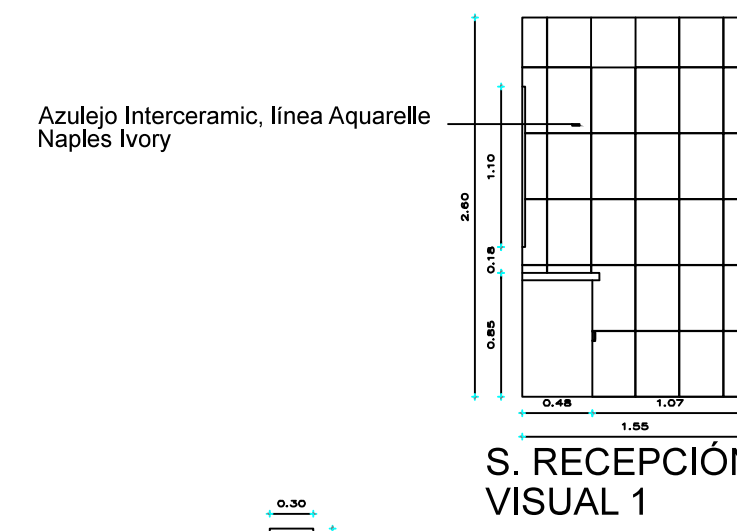 Azulejo Interceramic, línea Aquarelle
Naples Ivory
1.10
2.60
0.18
0.85
0.48
1.07
1.55
S. RECEPCIÓN
VISUAL 1
0.30